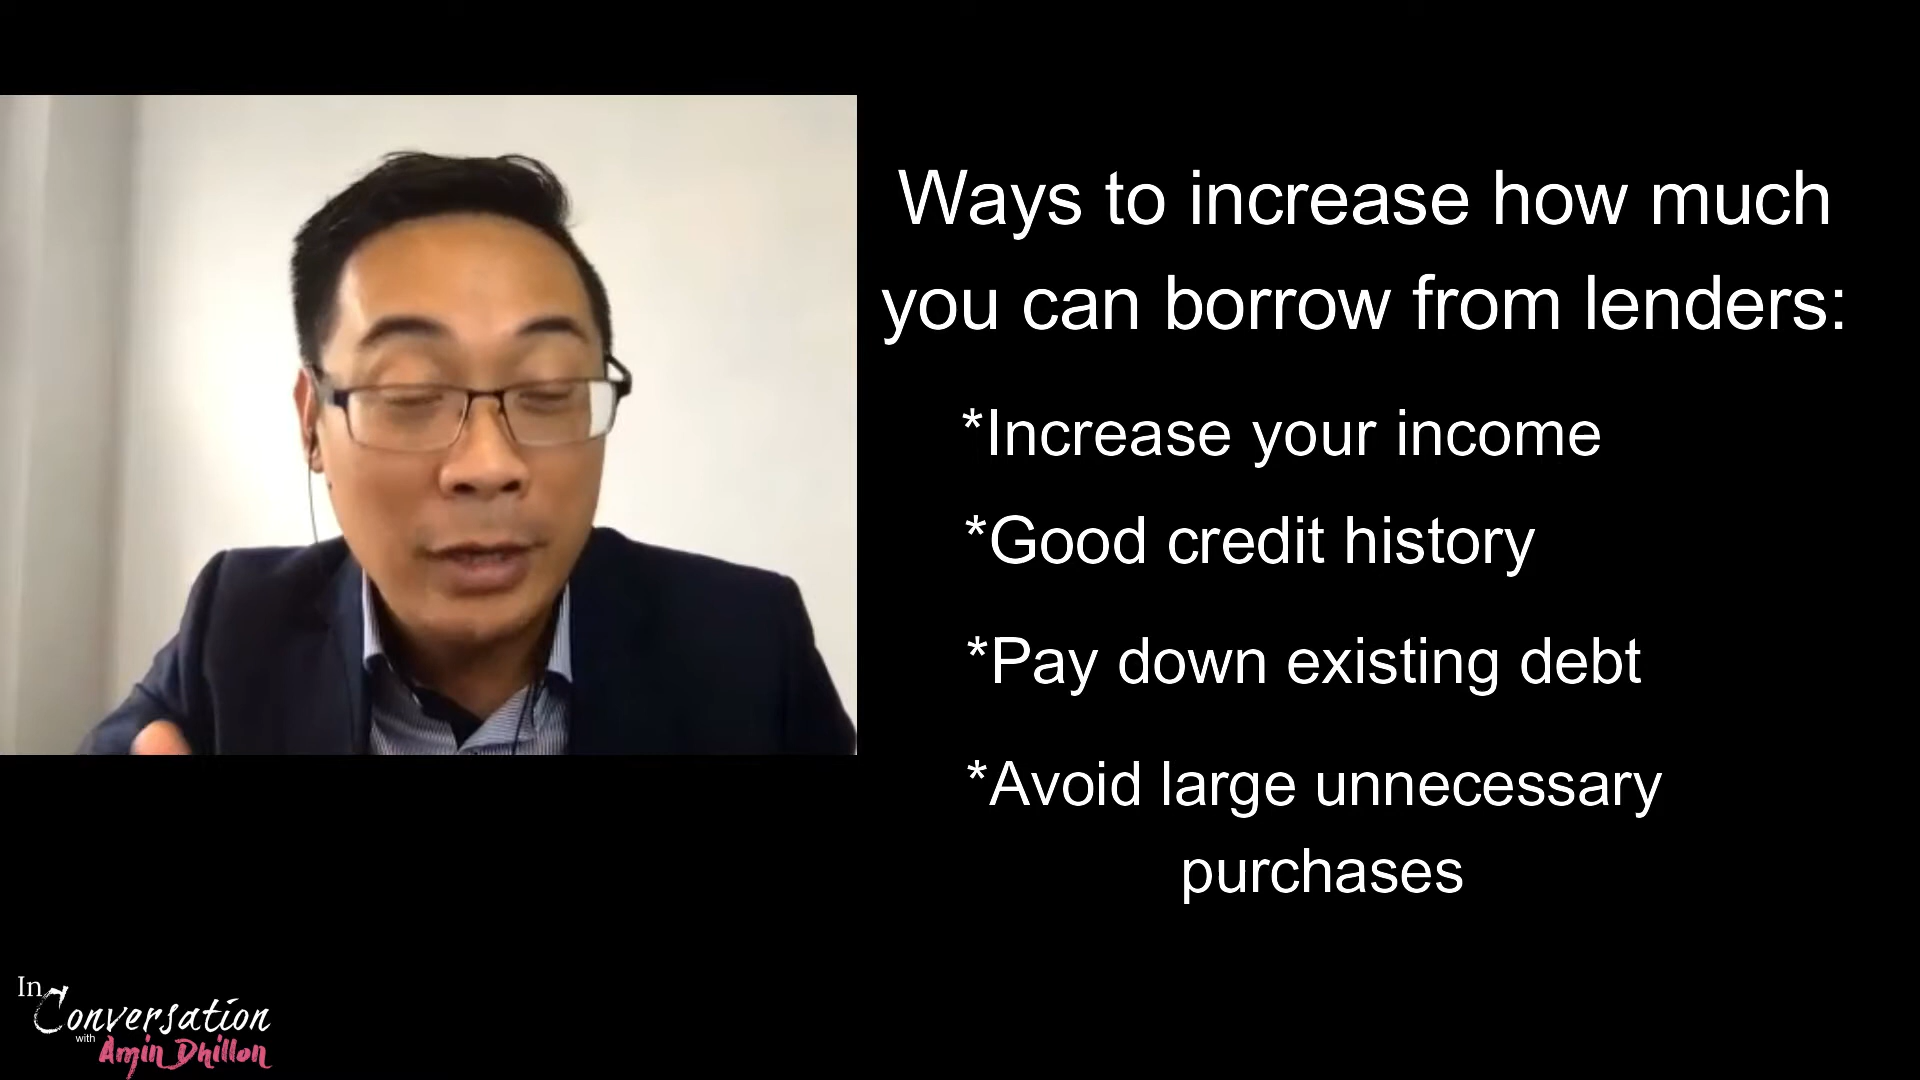 Ways to increase how much
you can borrow from lenders:
*Increase your income
*Good credit history
*Pay down existing debt
*Avoid large unnecessary
purchases
In
Conversation
with
Amin Dhillon